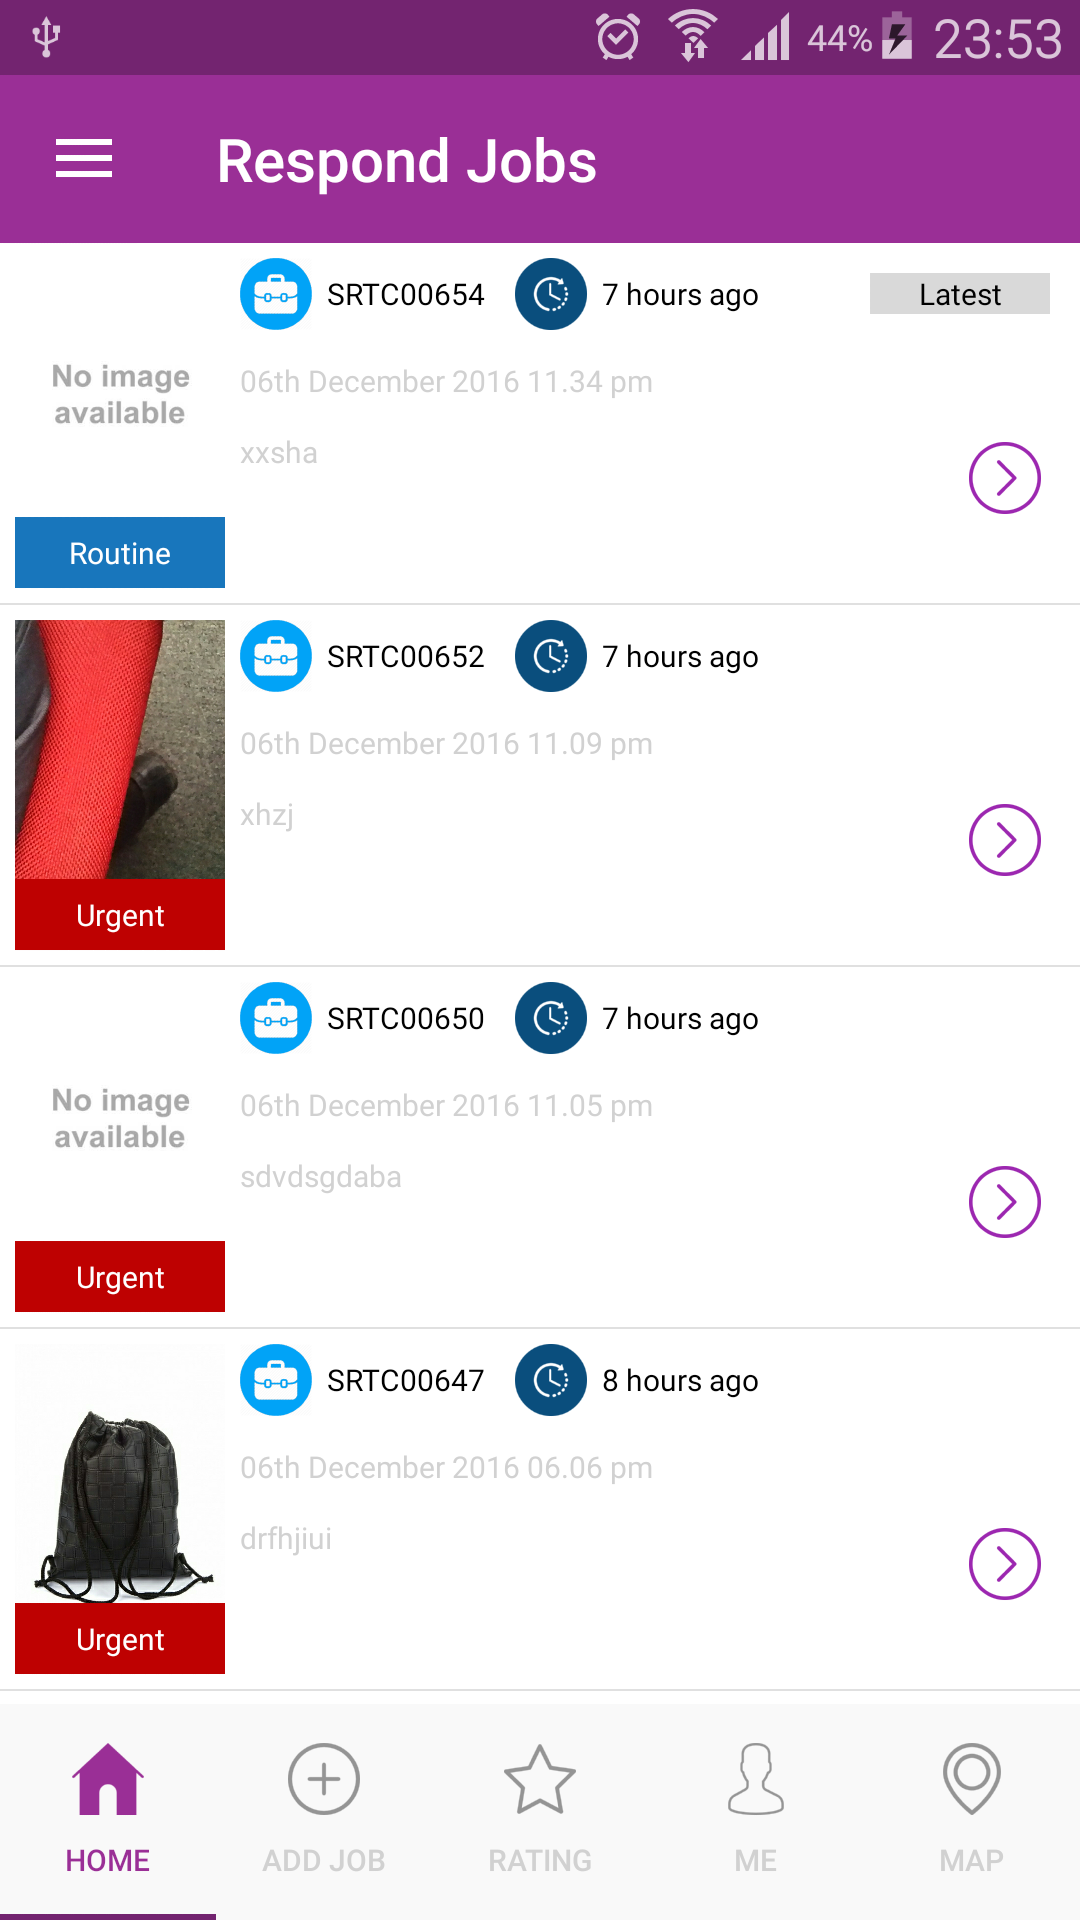 44% 23:53
Respond Jobs
SRTC00654 7 hours ago Latest
06th December 2016 11.34 pm
No image
available
xxsha
Routine
SRTC00652 7 hours ago
06th December 2016 11.09 pm
xhzj
Urgent
SRTC00650 7 hours ago
06th December 2016 11.05 pm
No image
available
sdvdsgdaba
Urgent
SRTC00647 8 hours ago
06th December 2016 06.06 pm
drfhjiui
Urgent
HOME ADD JOB RATING ME MAP